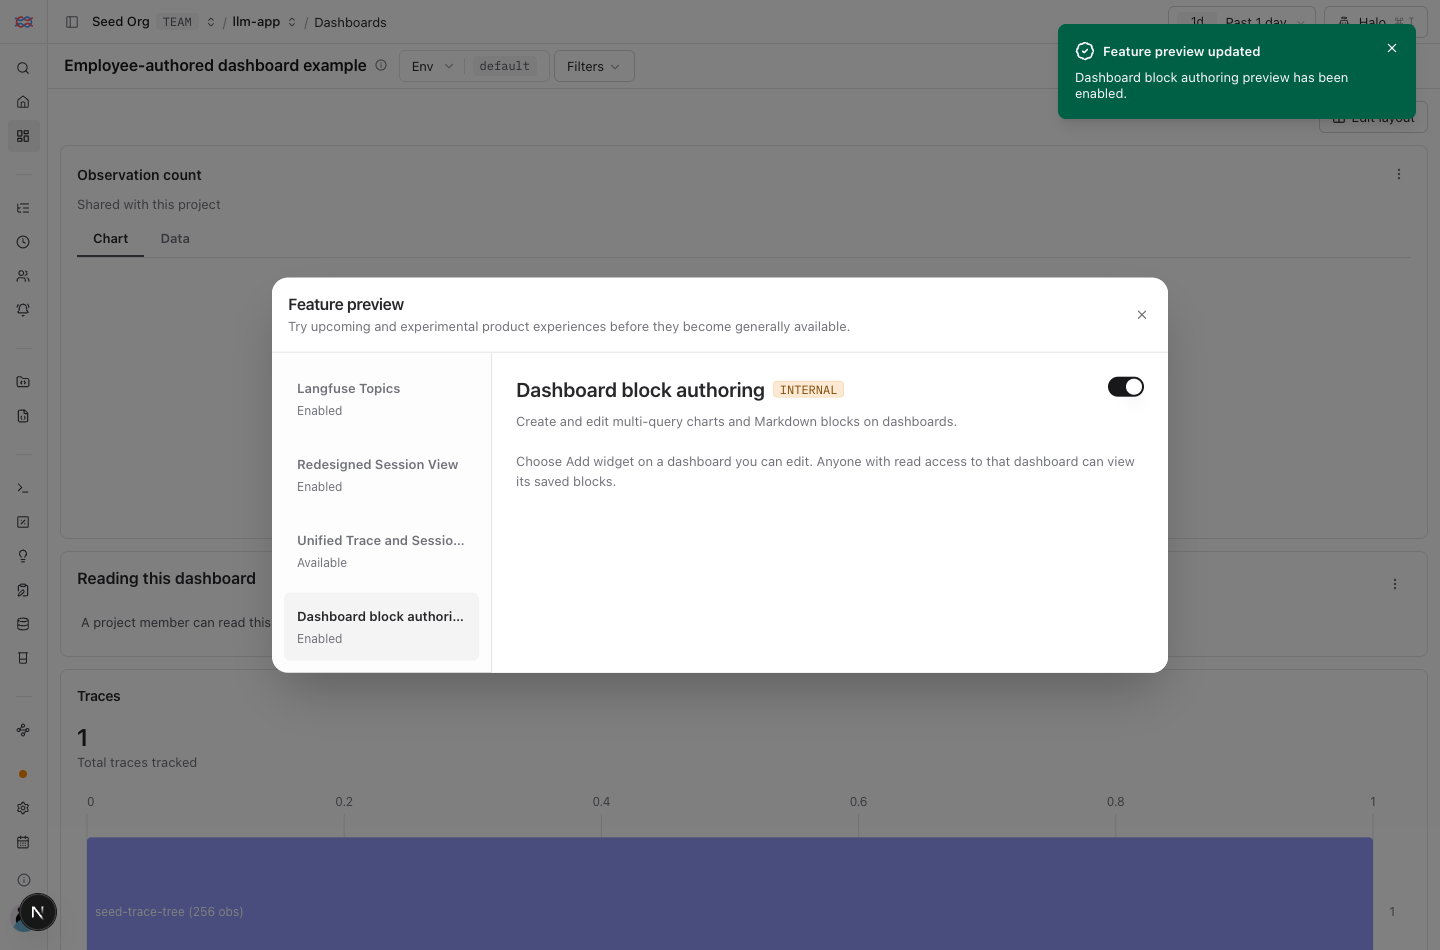 Seed Org TEAM / llm-app / Dashboards
1d Past 1 day
Halo ⌘ I
Employee-authored dashboard example
Env default
Filters
Feature preview updated
Dashboard block authoring preview has been
enabled.
Edit layout
Observation count
Shared with this project
Chart Data
Feature preview
Try upcoming and experimental product experiences before they become generally available.
Langfuse Topics
Enabled
Redesigned Session View
Enabled
Unified Trace and Sessio...
Available
Dashboard block authori...
Enabled
Dashboard block authoring INTERNAL
Create and edit multi-query charts and Markdown blocks on dashboards.
Choose Add widget on a dashboard you can edit. Anyone with read access to that dashboard can view
its saved blocks.
Reading this dashboard
A project member can read this
Traces
1
Total traces tracked
0 0.2 0.4 0.6 0.8 1
seed-trace-tree (256 obs) 1
N